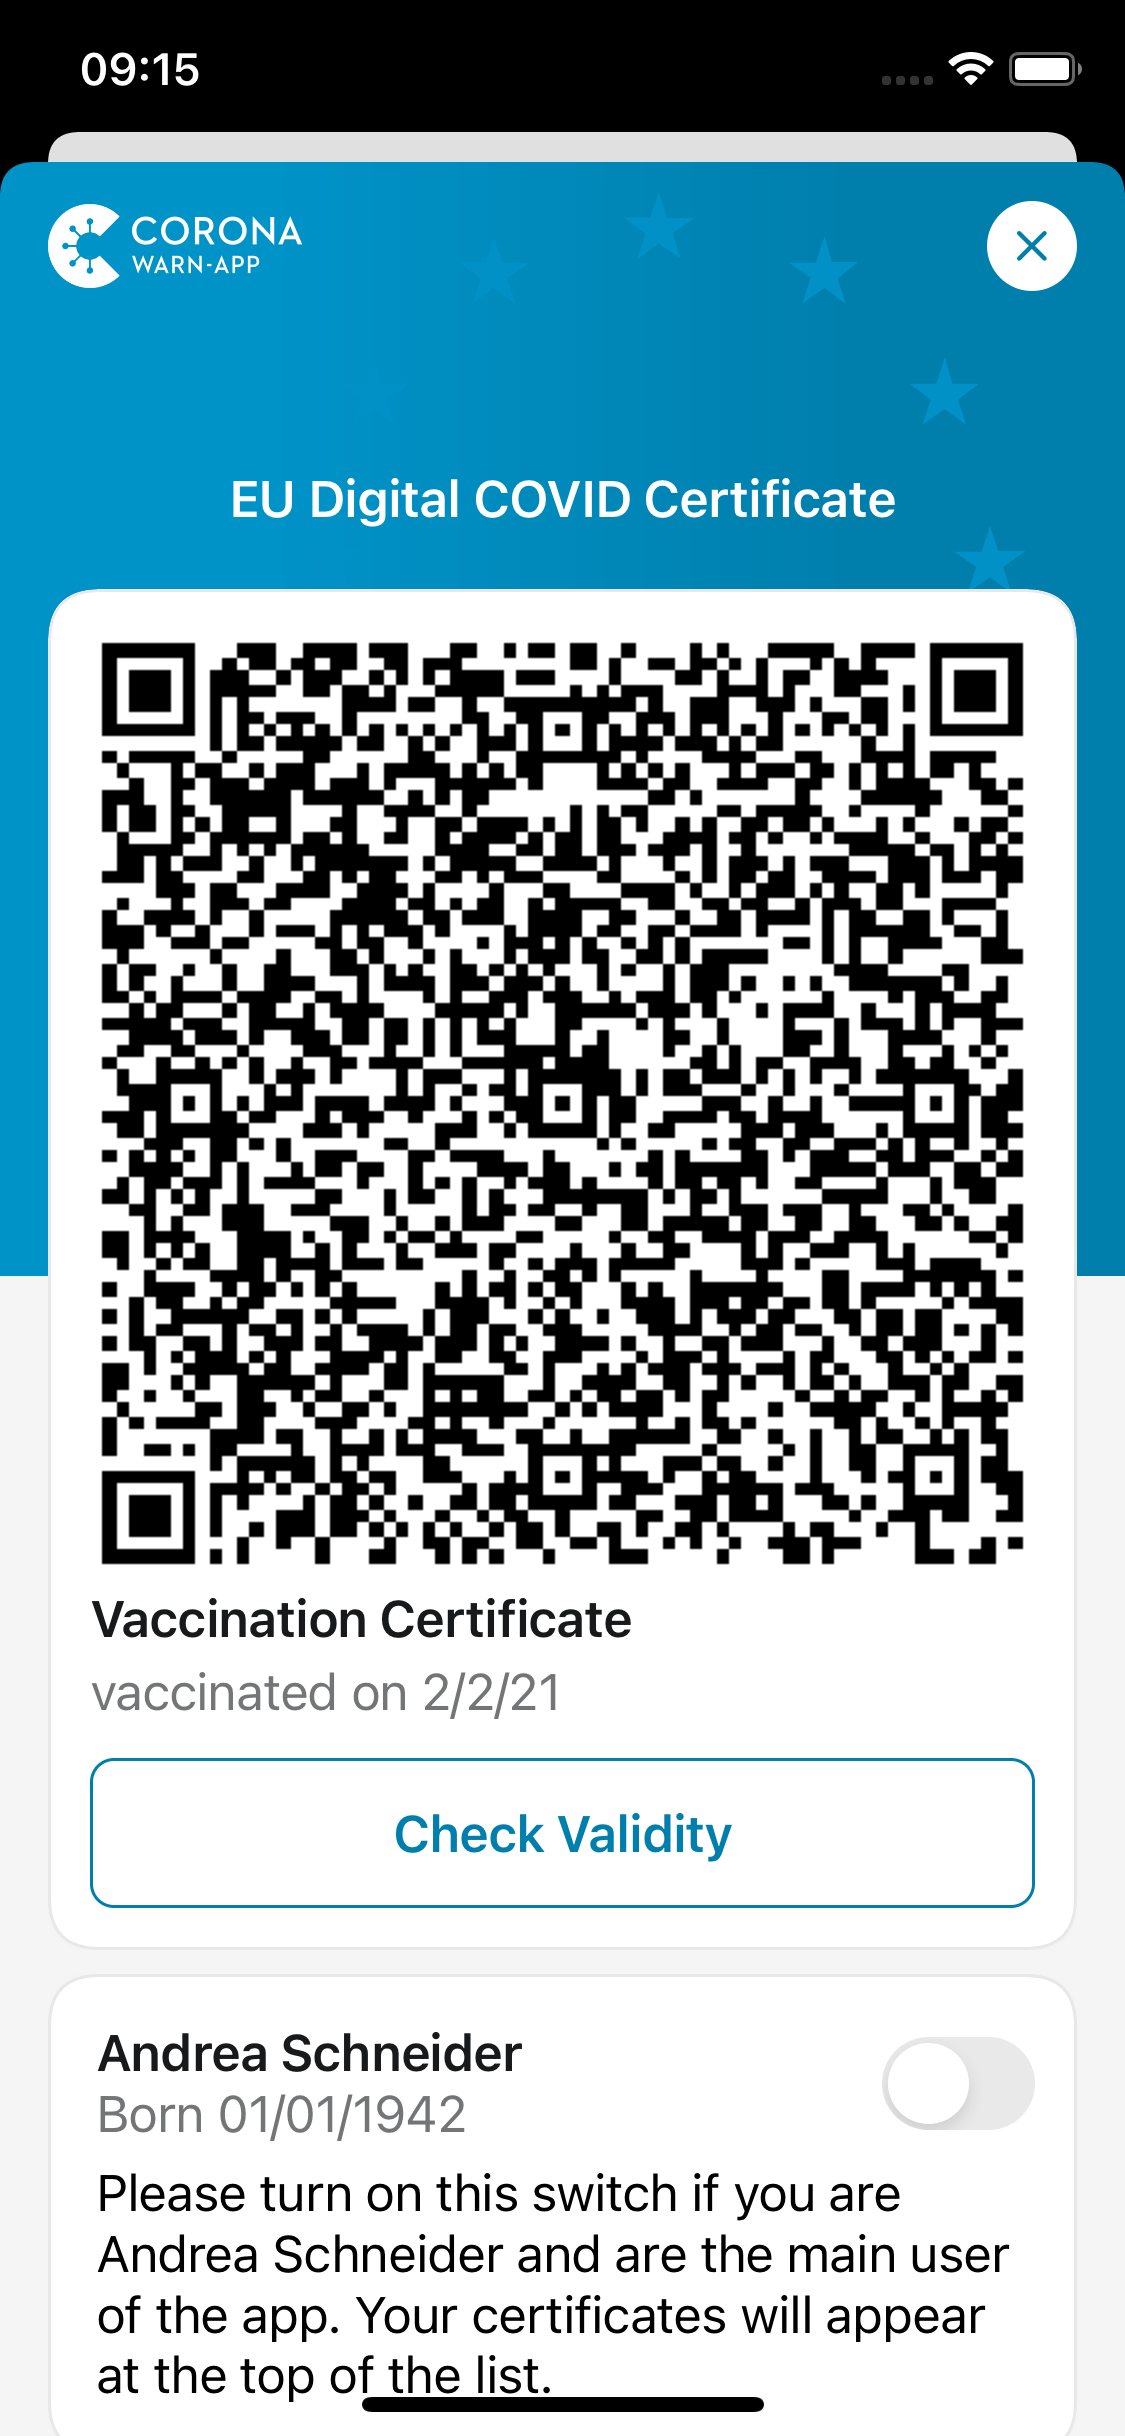 09:15
CORONA
WARN-APP
EU Digital COVID Certificate
Vaccination Certificate
vaccinated on 2/2/21
Check Validity
Andrea Schneider
Born 01/01/1942
Please turn on this switch if you are
Andrea Schneider and are the main user
of the app. Your certificates will appear
at the top of the list.